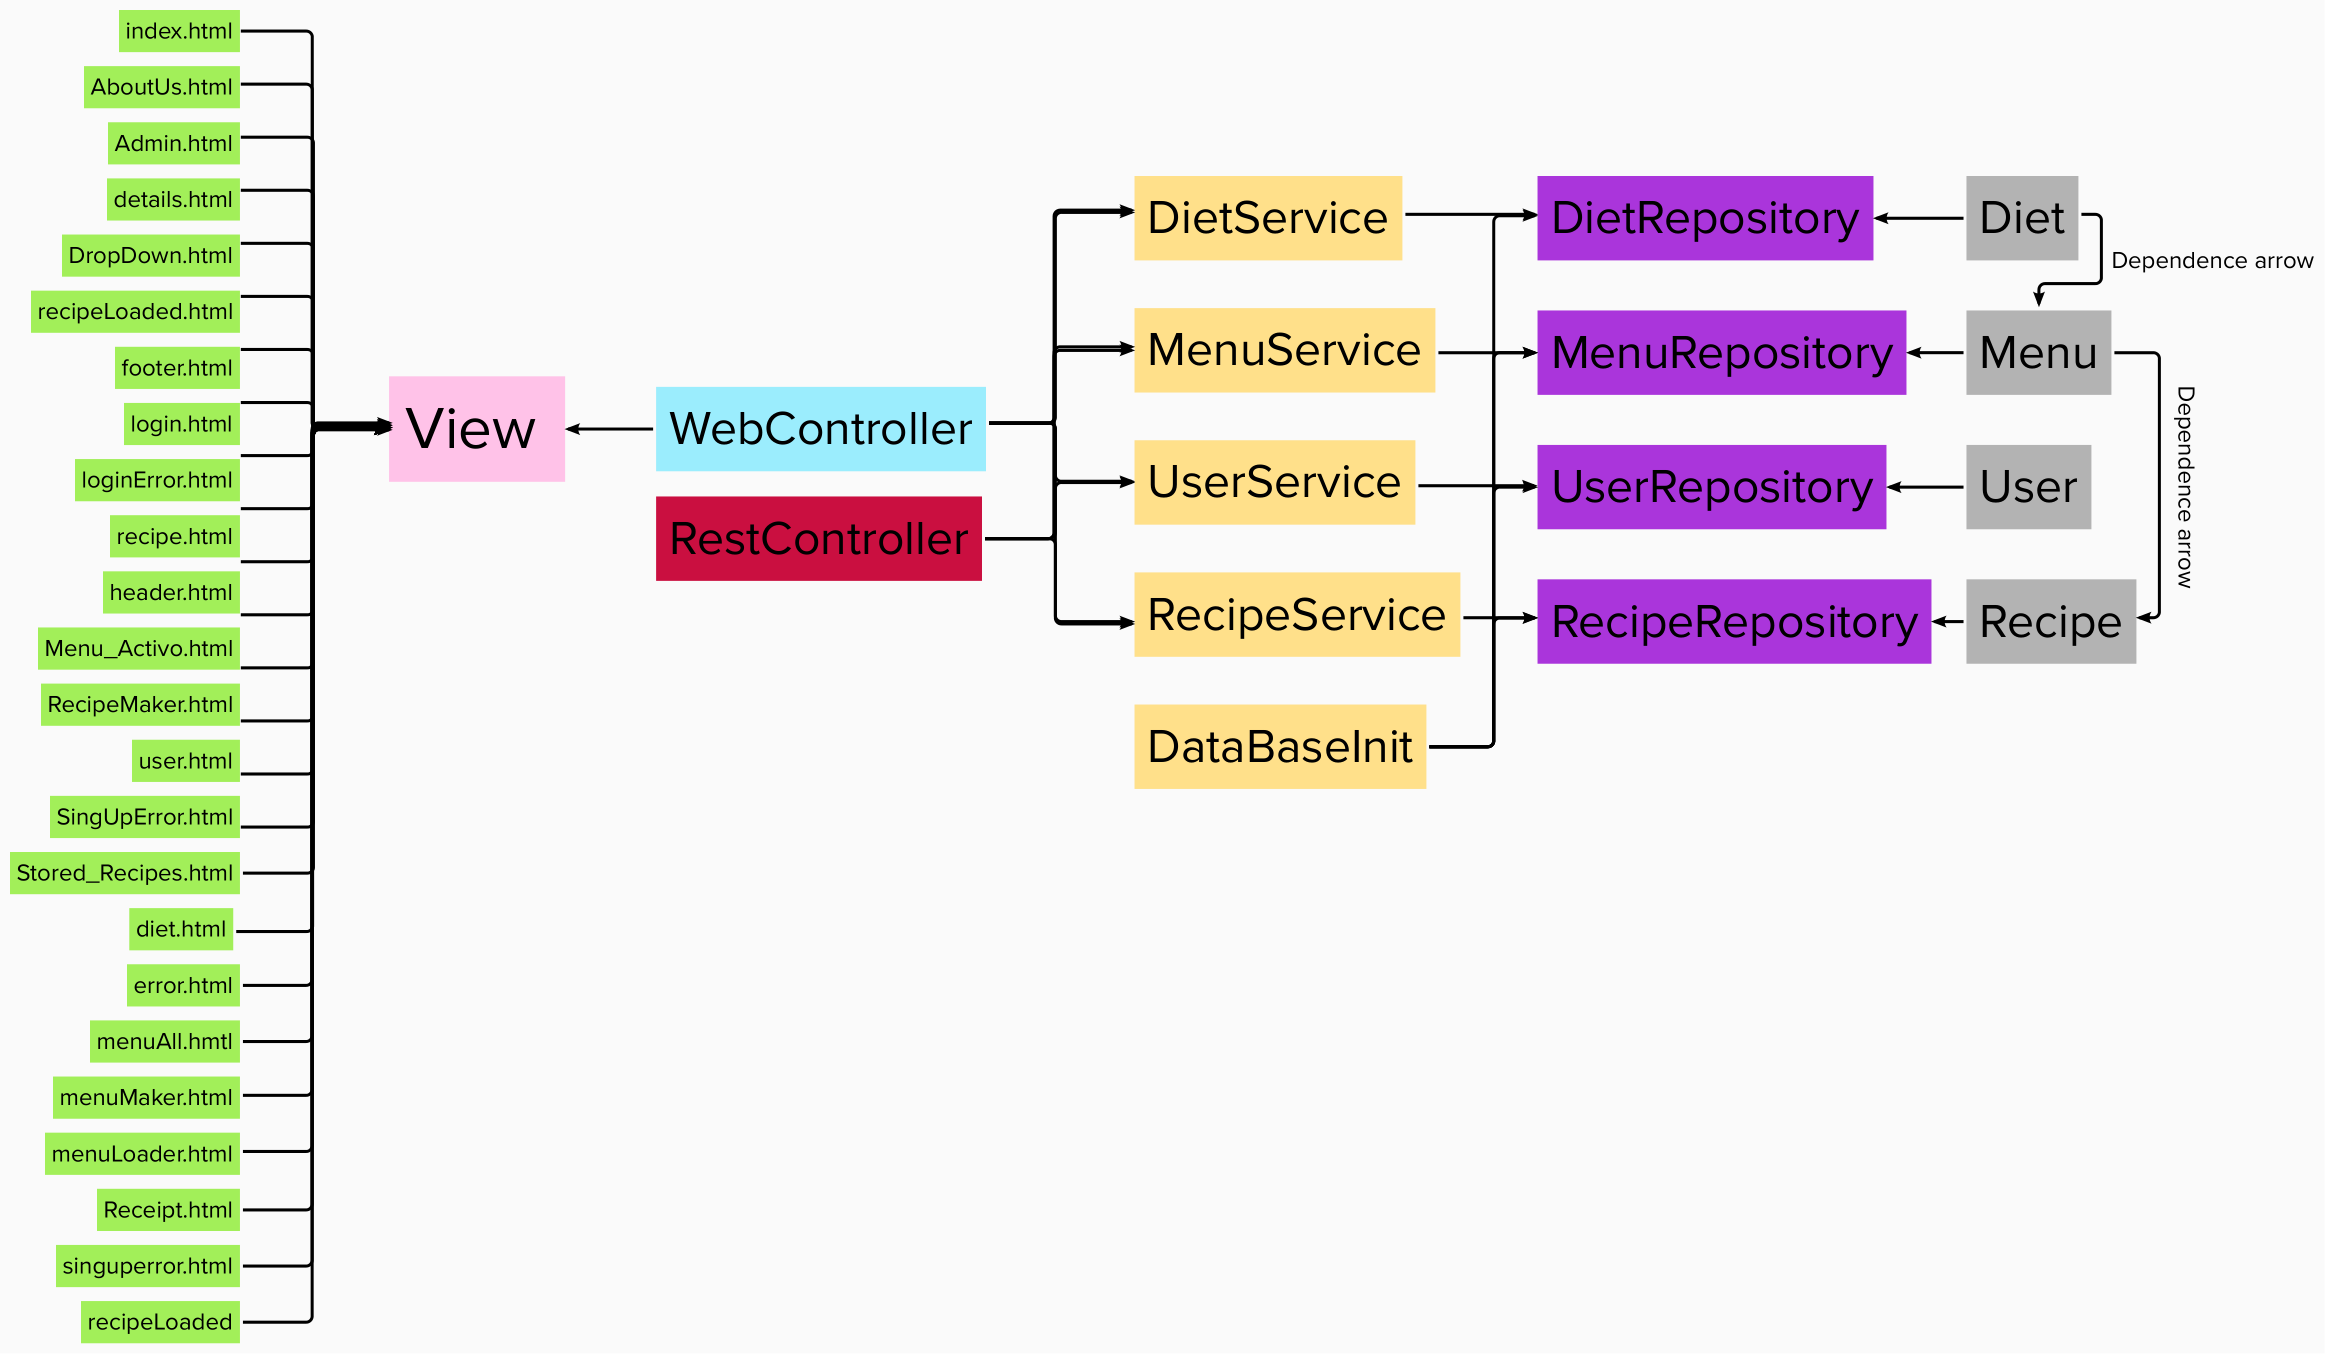 index.html
AboutUs.html
Admin.html
details.html
DropDown.html
recipeLoaded.html
footer.html
login.html
loginError.html
recipe.html
header.html
Menu_Activo.html
RecipeMaker.html
user.html
SingUpError.html
Stored_Recipes.html
diet.html
error.html
menuAll.hmtl
menuMaker.html
menuLoader.html
Receipt.html
singuperror.html
recipeLoaded
View
WebController
RestController
DietService
MenuService
UserService
RecipeService
DataBaseInit
DietRepository
MenuRepository
UserRepository
RecipeRepository
Diet
Menu
User
Recipe
Dependence arrow
Dependence arrow